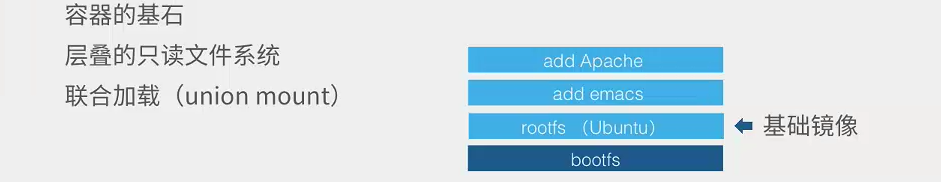 容器的基石
层叠的只读文件系统
联合加载（union mount）
add Apache
add emacs
rootfs （Ubuntu）
基础镜像
bootfs